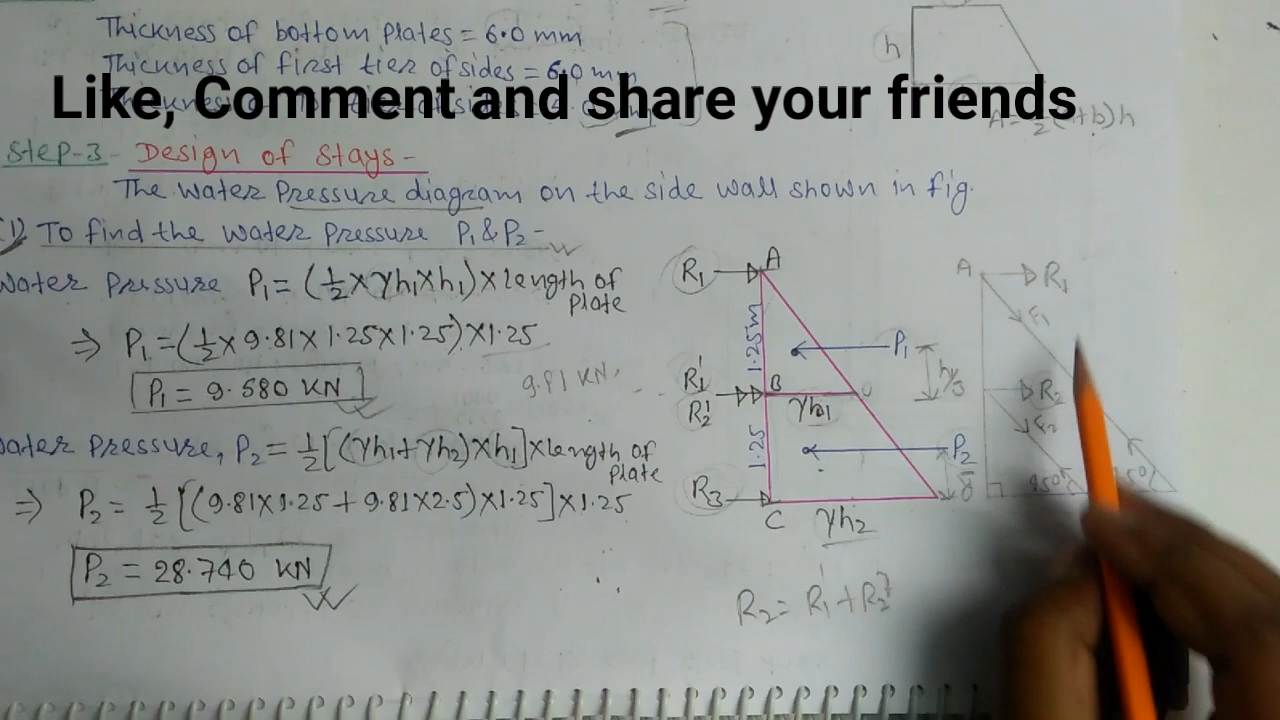 Thickness of bottom plates = 6.0 mm
Thickness of first tier of sides = 6.0 mm
Like, Comment and share your friends
h
(a+b)h
Step-3 - Design of stays -
The water pressure diagram on the side wall shown in fig.
(1) To find the water pressure P1 & P2 -
Water Pressure P1 = (½ × γh1 × h1) × length of plate
⇒ P1 = (½ × 9.81 × 1.25 × 1.25) × 1.25
P1 = 9.580 KN
9.81 KN.
Water Pressure, P2 = ½ [(γh1 + γh2) × h1] × length of plate
⇒ P2 = ½ [(9.81 × 1.25 + 9.81 × 2.5) × 1.25] × 1.25
P2 = 28.740 KN
R1 A
1.25m
P1
h/3
R1'
R2'
B
γh1
1.25
P2
ȳ
R3
C
γh2
R2 = R1' + R2'
A R1
F1
R2
F2
45°